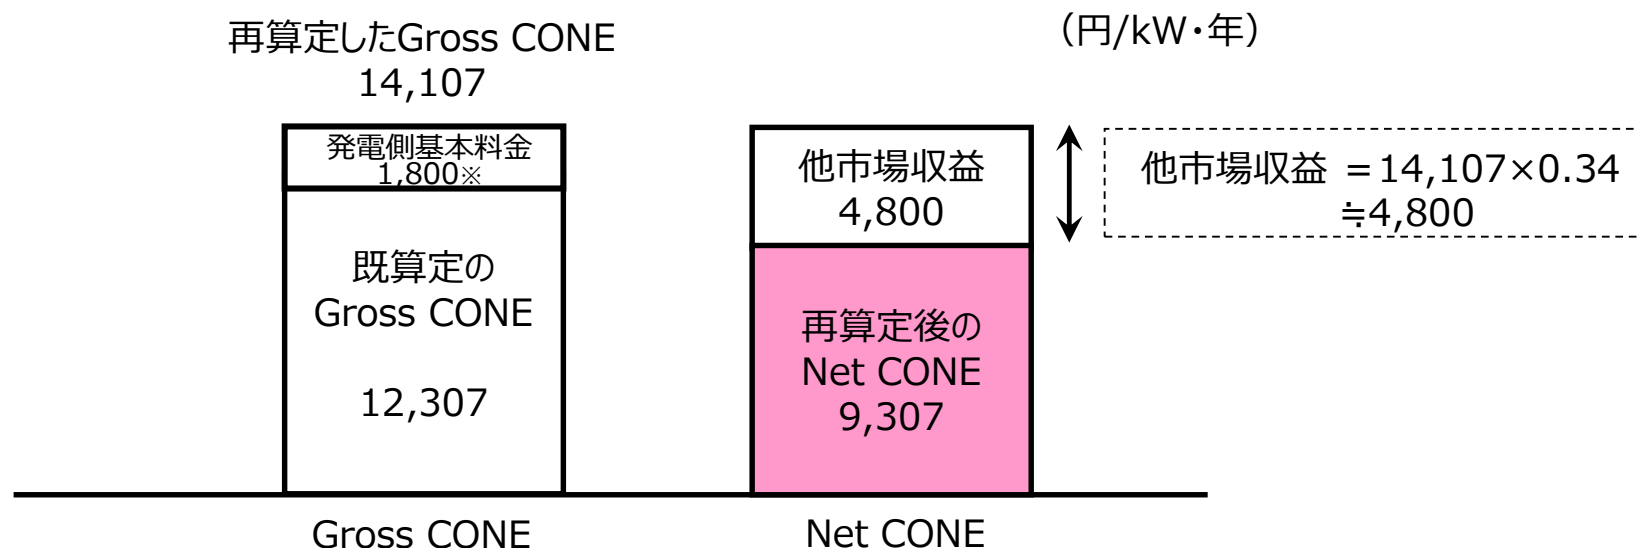 再算定したGross CONE
14,107
（円/kW・年）
発電側基本料金
1,800※
既算定の
Gross CONE
12,307
他市場収益
4,800
再算定後の
Net CONE
9,307
他市場収益 ＝14,107×0.34
≒4,800
Gross CONE
Net CONE